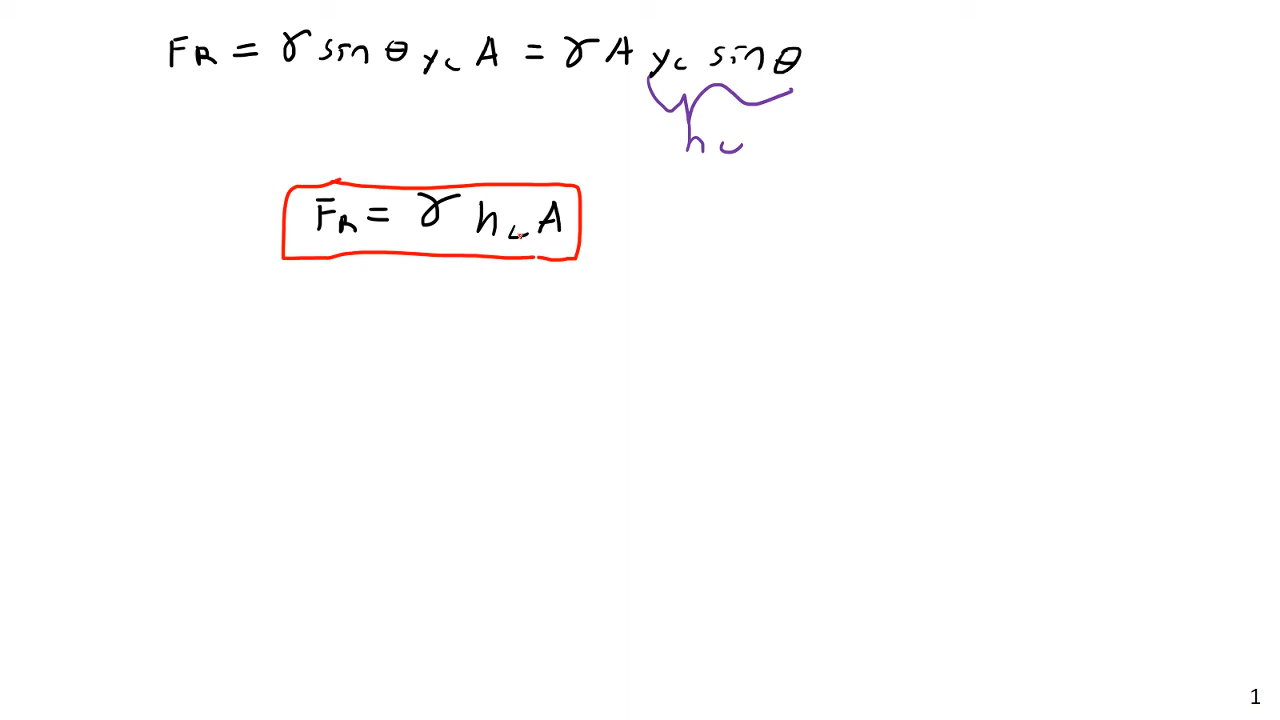 FR = γ sin θ yc A = γ A yc sin θ
hc
FR = γ hc A
1